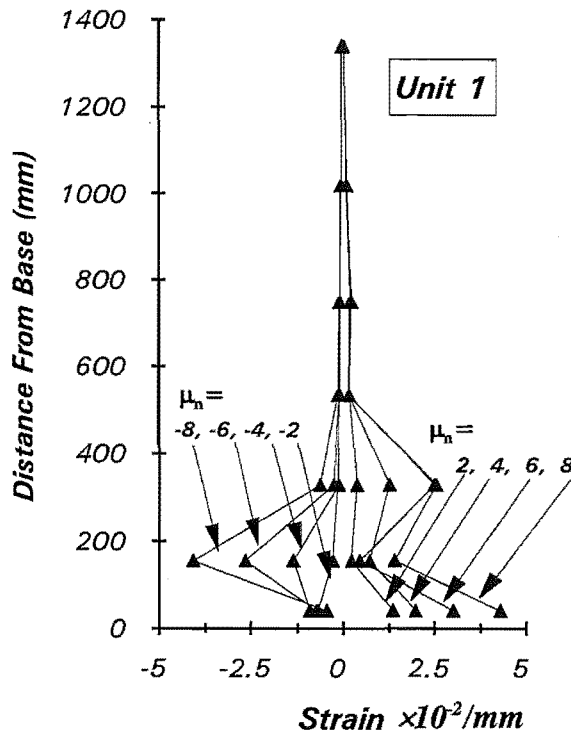 1400
Unit 1
1200
1000
800
600
400
200
0
Distance From Base (mm)
μn=
-8, -6, -4, -2
μn=
2, 4, 6, 8
-5
-2.5
0
2.5
5
Strain ×10⁻²/mm